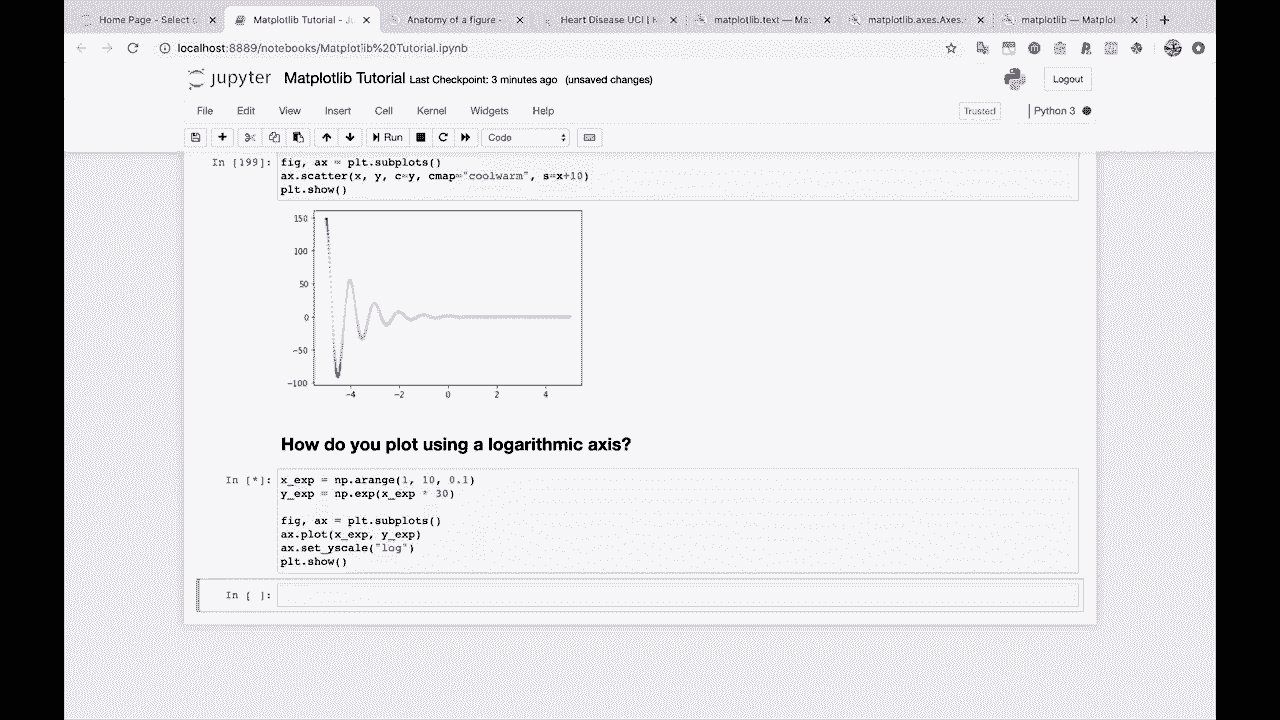 Home Page - Select
Matplotlib Tutorial - Ju
Anatomy of a figure -
Heart Disease UCI | K
matplotlib.text — Ma
matplotlib.axes.Axes.
matplotlib — Matplot
localhost:8889/notebooks/Matplotlib%20Tutorial.ipynb
jupyter Matplotlib Tutorial Last Checkpoint: 3 minutes ago (unsaved changes)
Logout
File Edit View Insert Cell Kernel Widgets Help
Trusted
Python 3
Run
Code
In [199]: fig, ax = plt.subplots()
ax.scatter(x, y, c=y, cmap="coolwarm", s=x+10)
plt.show()
150
100
50
0
−50
−100
−4 −2 0 2 4
How do you plot using a logarithmic axis?
In [*]: x_exp = np.arange(1, 10, 0.1)
y_exp = np.exp(x_exp * 30)
fig, ax = plt.subplots()
ax.plot(x_exp, y_exp)
ax.set_yscale("log")
plt.show()
In [ ]: